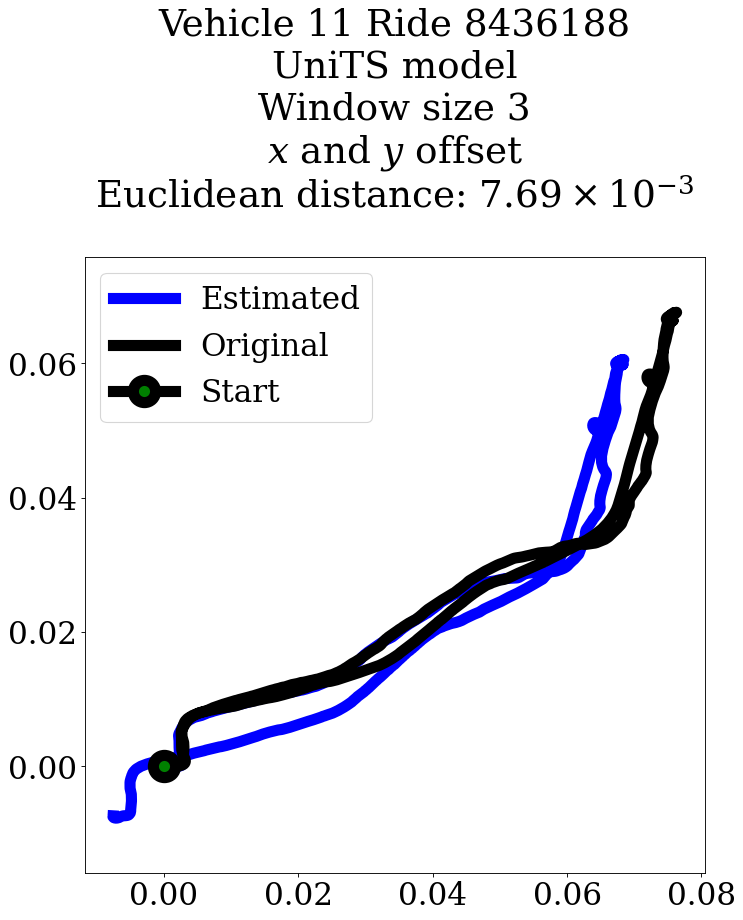 Vehicle 11 Ride 8436188
UniTS model
Window size 3
x and y offset
Euclidean distance: 7.69 × 10⁻³
Estimated
Original
Start
0.06
0.04
0.02
0.00
0.00 0.02 0.04 0.06 0.08